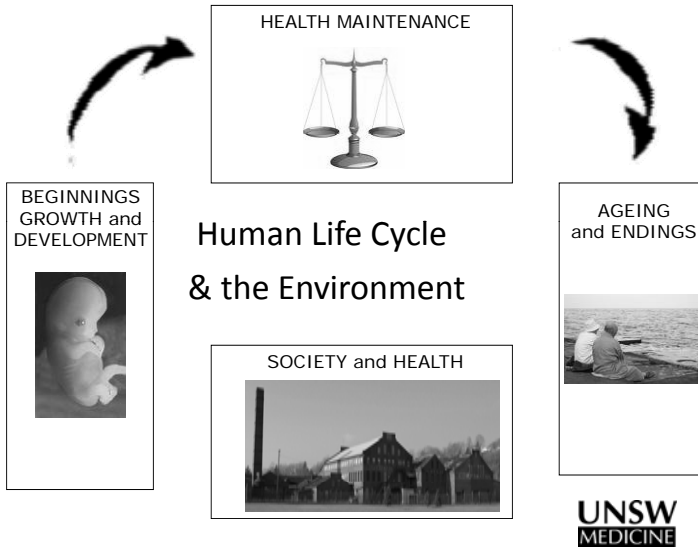 HEALTH MAINTENANCE
BEGINNINGS
GROWTH and
DEVELOPMENT
Human Life Cycle
& the Environment
AGEING
and ENDINGS
SOCIETY and HEALTH
UNSW
MEDICINE